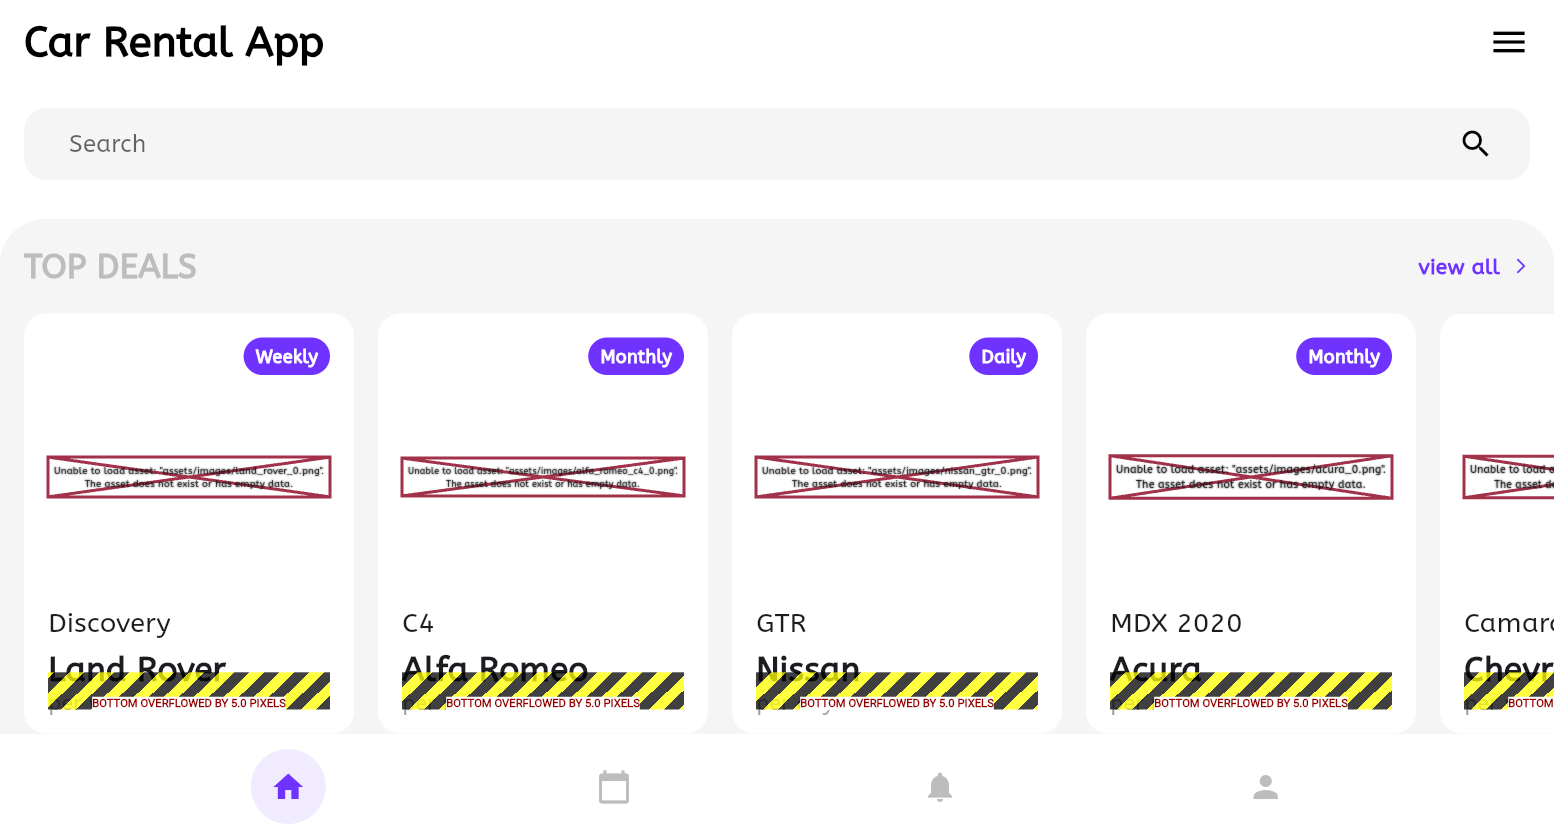 Car Rental App
Search
TOP DEALS
view all
Weekly
Monthly
Daily
Monthly
Unable to load asset: "assets/images/land_rover_0.png".
The asset does not exist or has empty data.
Unable to load asset: "assets/images/alfa_romeo_c4_0.png".
The asset does not exist or has empty data.
Unable to load asset: "assets/images/nissan_gtr_0.png".
The asset does not exist or has empty data.
Unable to load asset: "assets/images/acura_0.png".
The asset does not exist or has empty data.
Unable to load a
The asset d
Discovery
C4
GTR
MDX 2020
Camar
Land Rover
Alfa Romeo
Nissan
Acura
Chevr
BOTTOM OVERFLOWED BY 5.0 PIXELS
BOTTOM OVERFLOWED BY 5.0 PIXELS
BOTTOM OVERFLOWED BY 5.0 PIXELS
BOTTOM OVERFLOWED BY 5.0 PIXELS
BOTTOM